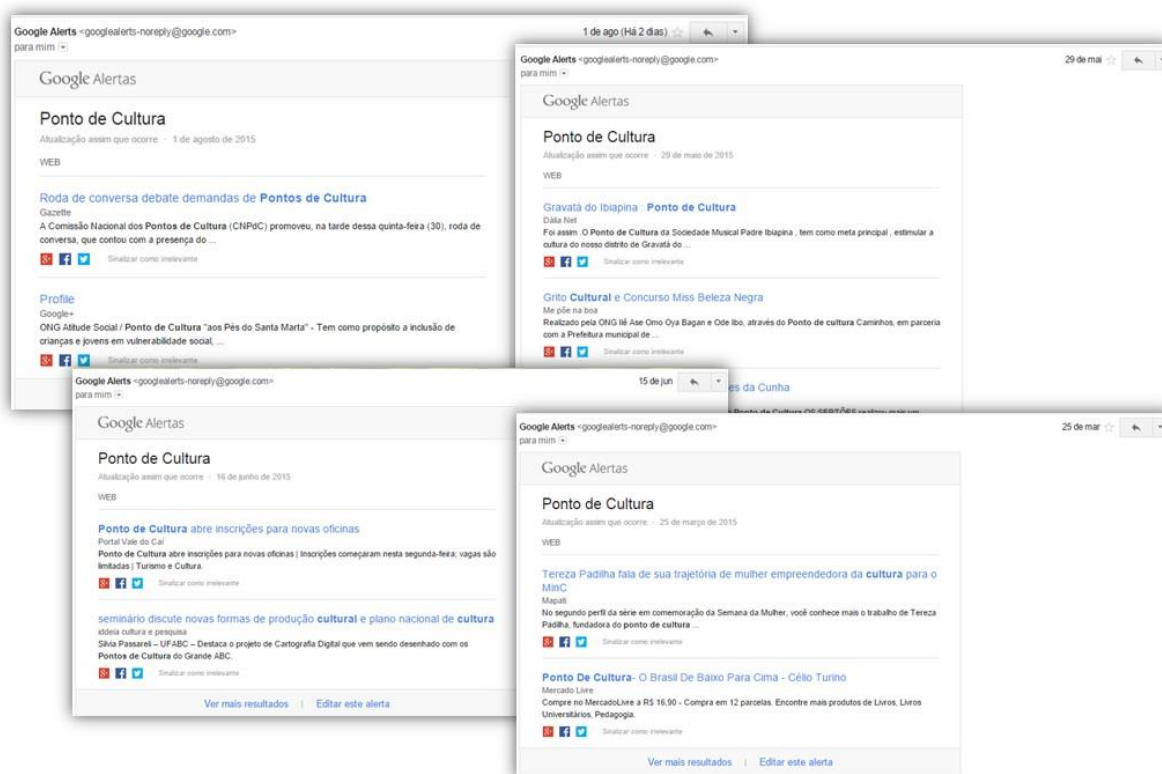 Google Alerts <googlealerts-noreply@google.com>
1 de ago (Há 2 dias)
para mim
Google Alertas
Ponto de Cultura
Atualização assim que ocorre · 1 de agosto de 2015
WEB
Roda de conversa debate demandas de Pontos de Cultura
Gazette
A Comissão Nacional dos Pontos de Cultura (CNPdC) promoveu, na tarde dessa quinta-feira (30), roda de
conversa, que contou com a presença do ...
Sinalizar como irrelevante
Profile
Google+
ONG Atitude Social / Ponto de Cultura "aos Pés do Santa Marta" - Tem como propósito a inclusão de
crianças e jovens em vulnerabilidade social, ...
Sinalizar como irrelevante
Google Alerts <googlealerts-noreply@google.com>
29 de mai
para mim
Google Alertas
Ponto de Cultura
Atualização assim que ocorre · 29 de maio de 2015
WEB
Gravatá do Ibiapina : Ponto de Cultura
Dália Net
Foi assim .O Ponto de Cultura da Sociedade Musical Padre Ibiapina , tem como meta principal , estimular a
cultura do nosso distrito de Gravatá do ...
Sinalizar como irrelevante
Grito Cultural e Concurso Miss Beleza Negra
Me põe na boa
Realizado pela ONG Ilê Ase Omo Oya Bagan e Ode Ibo, através do Ponto de cultura Caminhos, em parceria
com a Prefeitura municipal de ...
Sinalizar como irrelevante
es da Cunha
Ponto de Cultura OS SERTÕES realizou mais um
Google Alerts <googlealerts-noreply@google.com>
15 de jun
para mim
Google Alertas
Ponto de Cultura
Atualização assim que ocorre · 16 de junho de 2015
WEB
Ponto de Cultura abre inscrições para novas oficinas
Portal Vale do Caí
Ponto de Cultura abre inscrições para novas oficinas | Inscrições começaram nesta segunda-feira; vagas são
limitadas | Turismo e Cultura.
Sinalizar como irrelevante
seminário discute novas formas de produção cultural e plano nacional de cultura
iddeia cultura e pesquisa
Silvia Passareli – UFABC – Destaca o projeto de Cartografia Digital que vem sendo desenhado com os
Pontos de Cultura do Grande ABC.
Sinalizar como irrelevante
Ver mais resultados | Editar este alerta
Google Alerts <googlealerts-noreply@google.com>
25 de mar
para mim
Google Alertas
Ponto de Cultura
Atualização assim que ocorre · 25 de março de 2015
WEB
Tereza Padilha fala de sua trajetória de mulher empreendedora da cultura para o
MinC
Mapati
No segundo perfil da série em comemoração da Semana da Mulher, você conhece mais o trabalho de Tereza
Padilha, fundadora do ponto de cultura ...
Sinalizar como irrelevante
Ponto De Cultura- O Brasil De Baixo Para Cima - Célio Turino
Mercado Livre
Compre no MercadoLivre a R$ 16,90 - Compra em 12 parcelas. Encontre mais produtos de Livros, Livros
Universitários, Pedagogia.
Sinalizar como irrelevante
Ver mais resultados | Editar este alerta